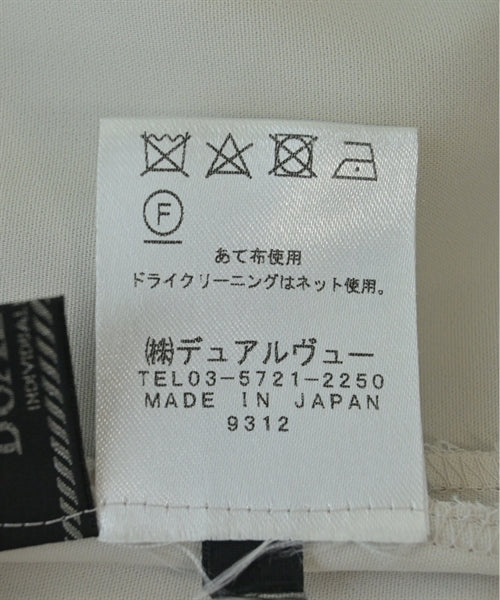 F
あて布使用
ドライクリーニングはネット使用。
㈱デュアルヴュー
TEL03-5721-2250
MADE IN JAPAN
9312
INDIVIDUAL